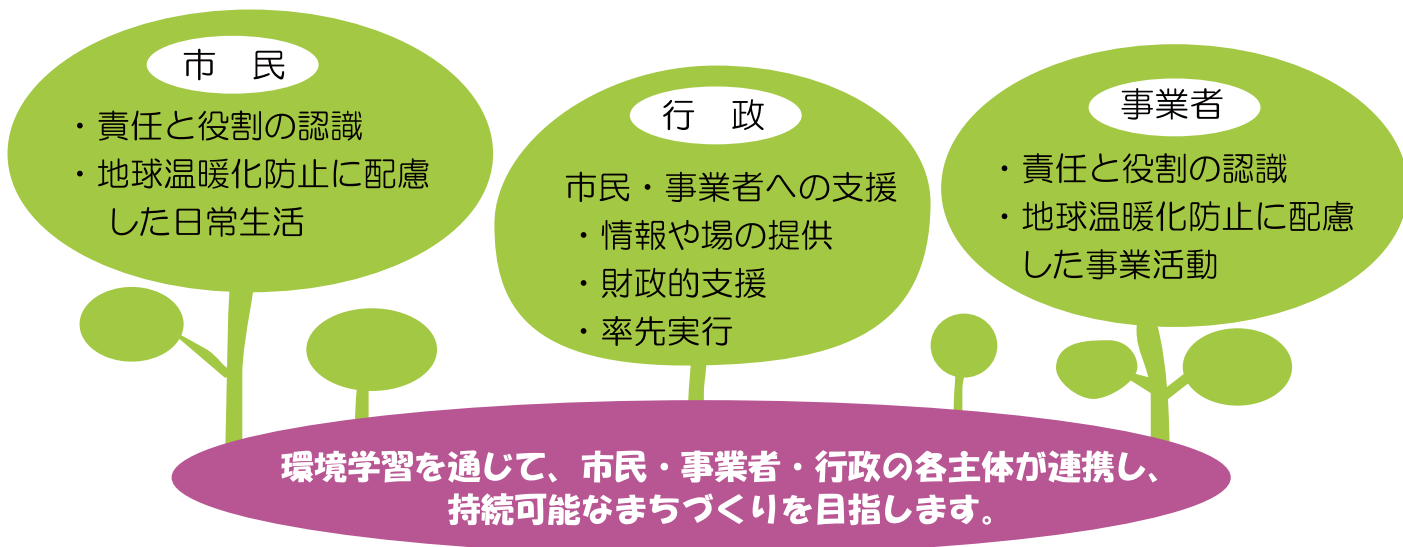 市　民
・責任と役割の認識
・地球温暖化防止に配慮
した日常生活
行　政
市民・事業者への支援
・情報や場の提供
・財政的支援
・率先実行
事業者
・責任と役割の認識
・地球温暖化防止に配慮
した事業活動
環境学習を通じて、市民・事業者・行政の各主体が連携し、
持続可能なまちづくりを目指します。